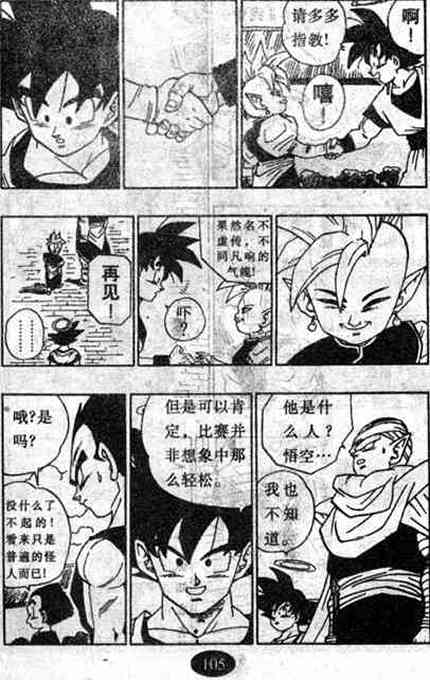 啊!
请多多
指教!
嘻!
果然名不
虚传，不
同凡响的
气魄!
吓?
再见!
………
他是什
么人?
悟空…
我也
不知
道。
但是可以肯
定，比赛并
非想象中那
么轻松。
哦?是
吗?
没什么了
不起的!
看来只是
普遍的怪
人而已!
105